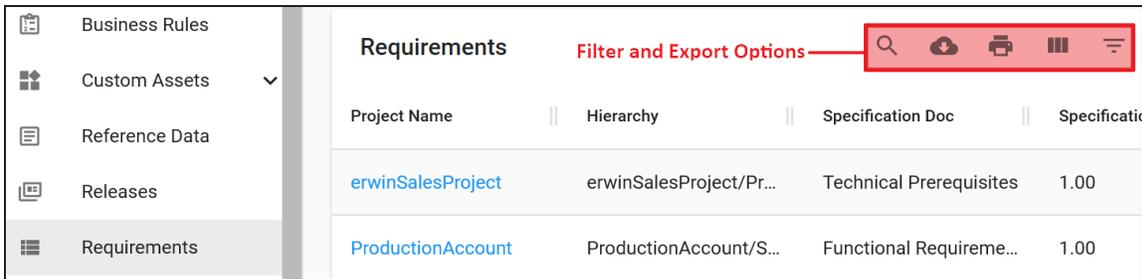 Business Rules
Custom Assets
Reference Data
Releases
Requirements
Requirements
Filter and Export Options
Project Name Hierarchy Specification Doc Specificatio
erwinSalesProject erwinSalesProject/Pr... Technical Prerequisites 1.00
ProductionAccount ProductionAccount/S... Functional Requireme... 1.00